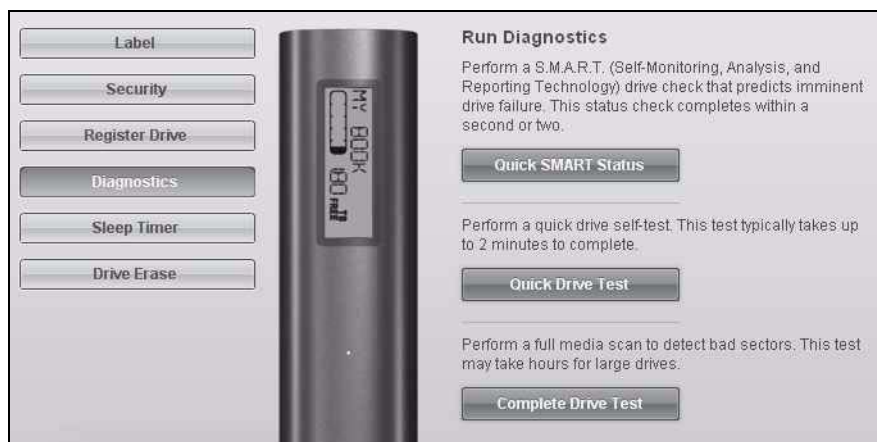 Label
Security
Register Drive
Diagnostics
Sleep Timer
Drive Erase
MY BOOK
180 TB
FREE
Run Diagnostics
Perform a S.M.A.R.T. (Self-Monitoring, Analysis, and
Reporting Technology) drive check that predicts imminent
drive failure. This status check completes within a
second or two.
Quick SMART Status
Perform a quick drive self-test. This test typically takes up
to 2 minutes to complete.
Quick Drive Test
Perform a full media scan to detect bad sectors. This test
may take hours for large drives.
Complete Drive Test